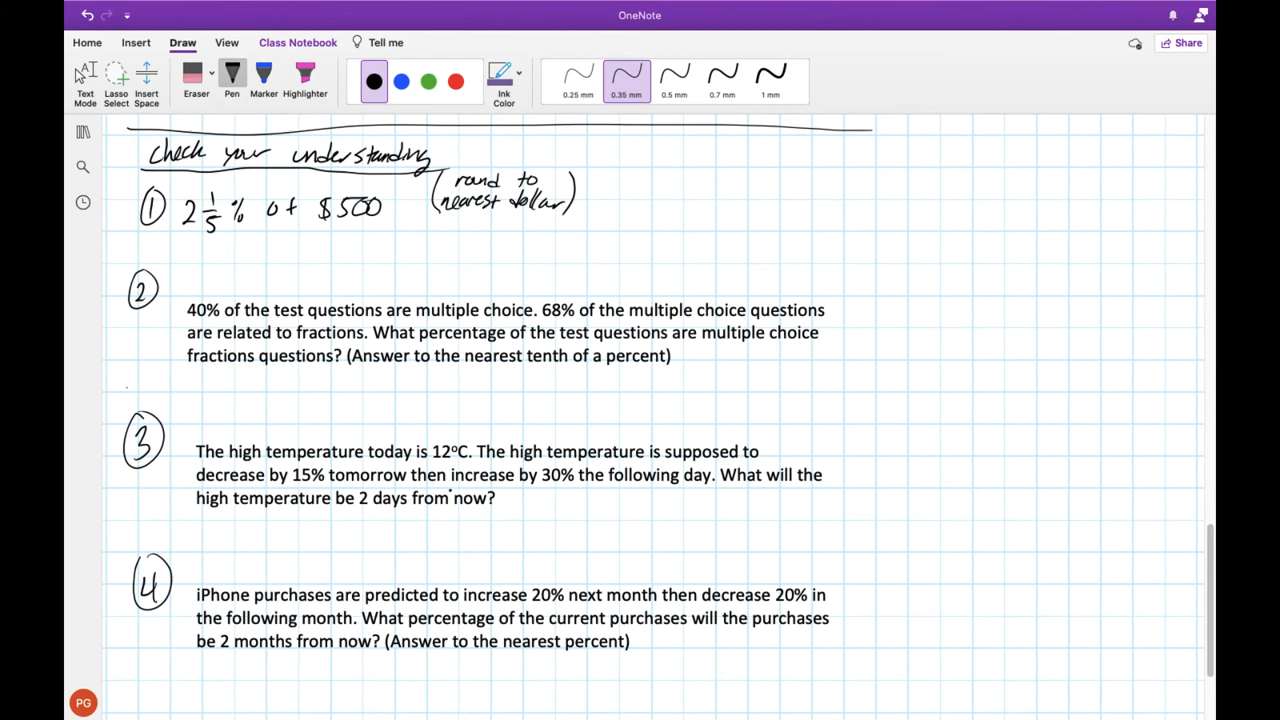 OneNote
Home Insert Draw View Class Notebook Tell me
Share
Text Mode
Lasso Select
Insert Space
Eraser
Pen
Marker
Highlighter
Ink Color
0.25 mm
0.35 mm
0.5 mm
0.7 mm
1 mm
Check your understanding
(round to
nearest dollar)
① 2 1/5 % of $500
②
40% of the test questions are multiple choice. 68% of the multiple choice questions
are related to fractions. What percentage of the test questions are multiple choice
fractions questions? (Answer to the nearest tenth of a percent)
③
The high temperature today is 12°C. The high temperature is supposed to
decrease by 15% tomorrow then increase by 30% the following day. What will the
high temperature be 2 days from now?
④
iPhone purchases are predicted to increase 20% next month then decrease 20% in
the following month. What percentage of the current purchases will the purchases
be 2 months from now? (Answer to the nearest percent)
PG